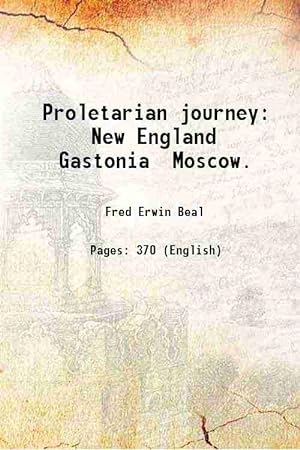 Proletarian journey:
New England
Gastonia Moscow.
Fred Erwin Beal
Pages: 370 (English)